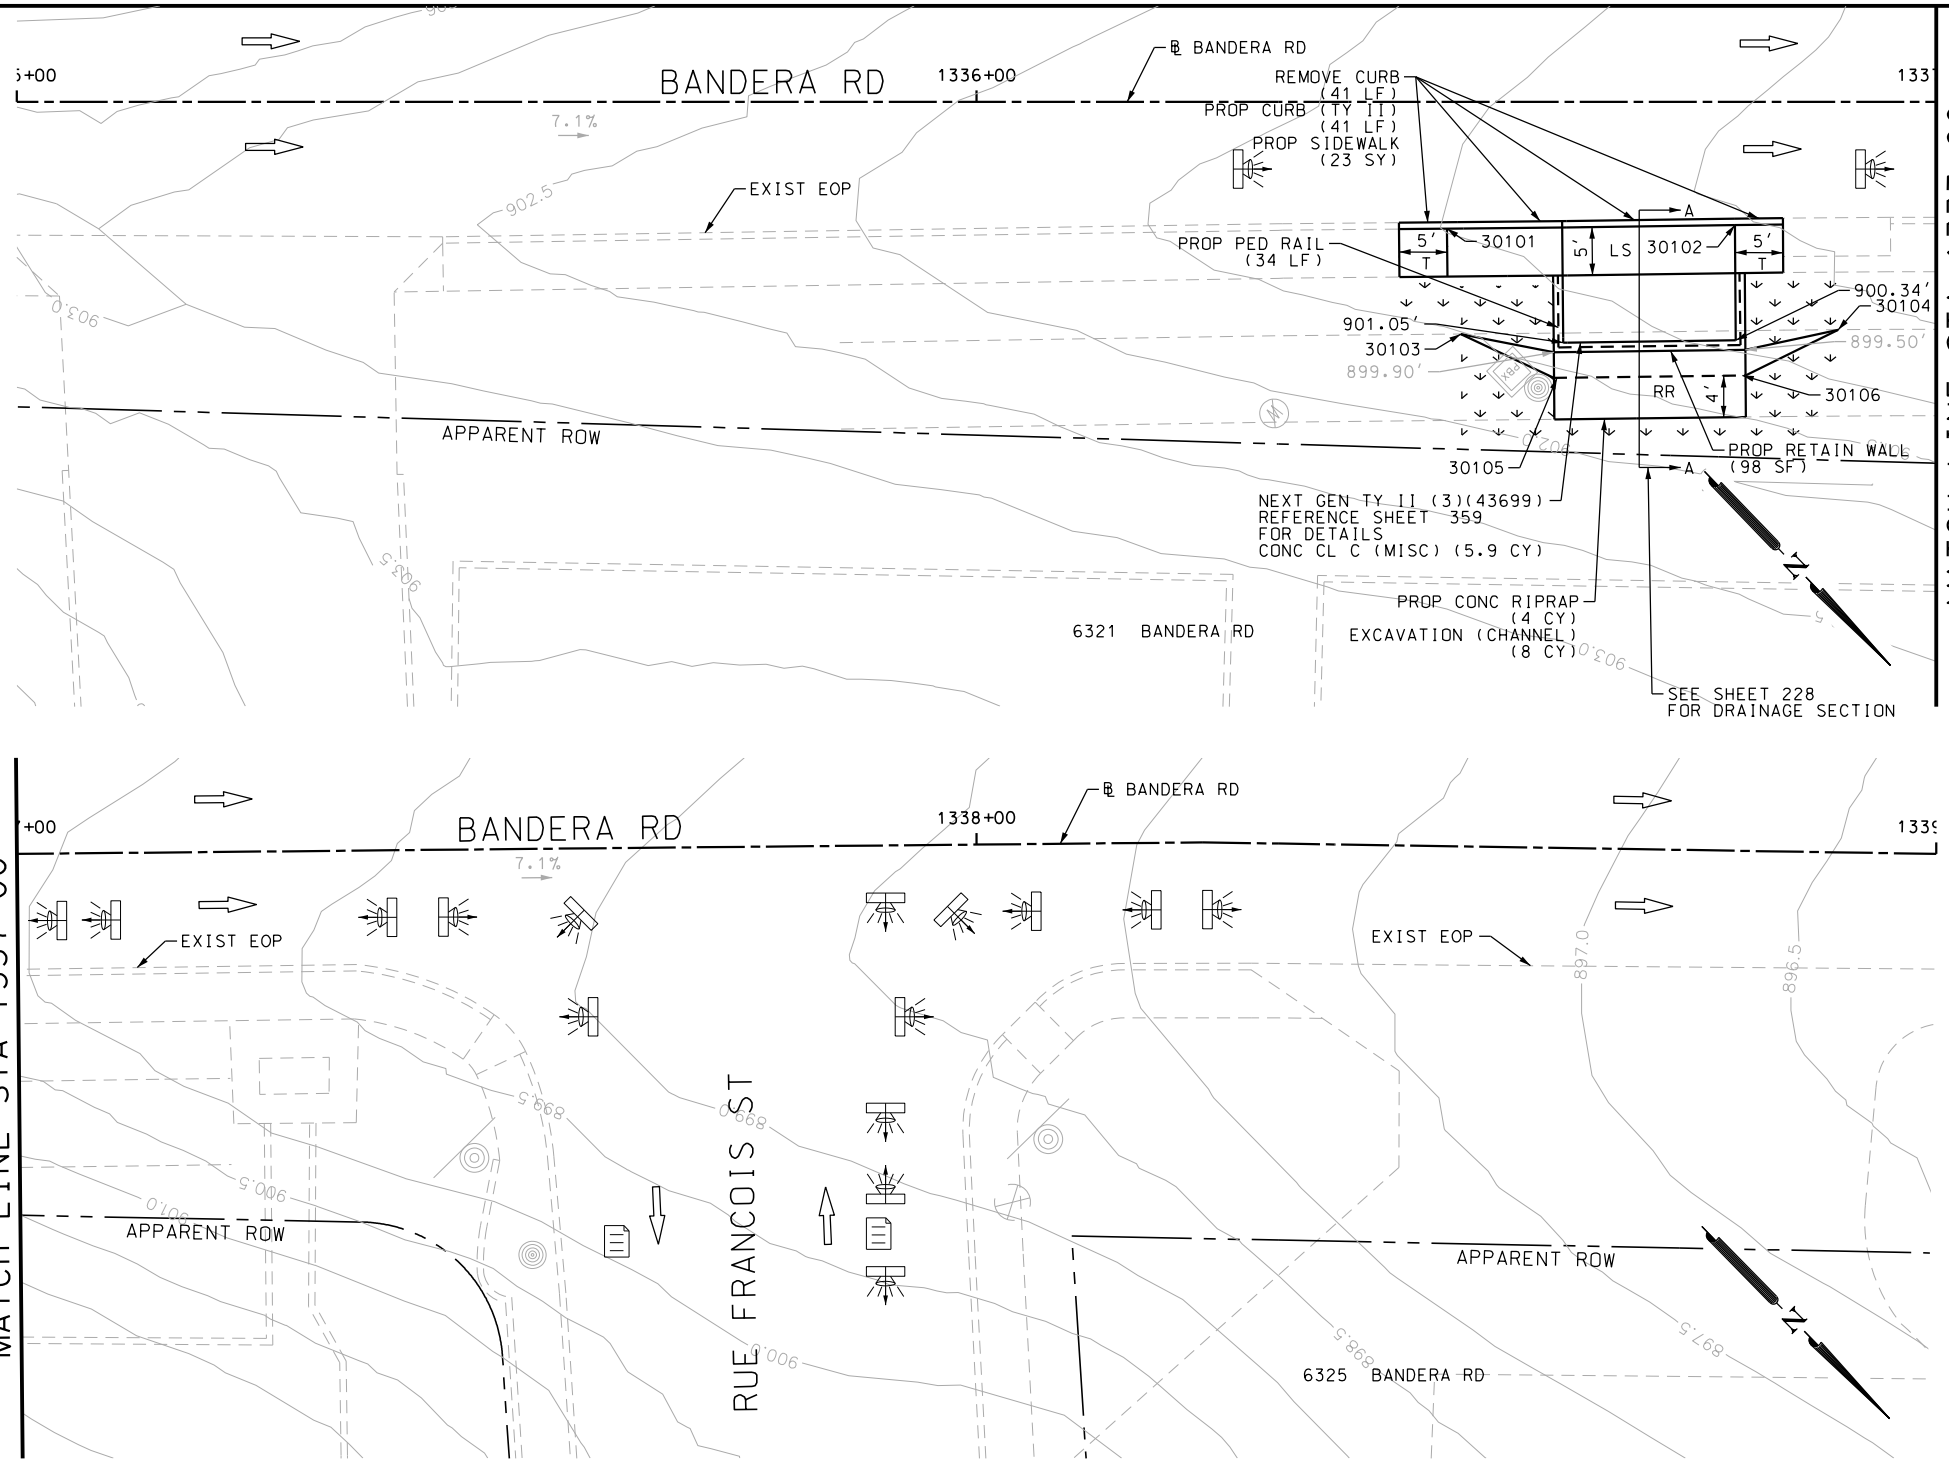 5+00
BANDERA RD
1336+00
℄ BANDERA RD
1337
7.1%
REMOVE CURB
(41 LF)
PROP CURB (TY II)
(41 LF)
PROP SIDEWALK
(23 SY)
902.5
EXIST EOP
PROP PED RAIL
(34 LF)
5'
T
30101
5'
LS
30102
5'
T
A
903.0
901.05'
30103
899.90'
900.34'
30104
899.50'
PBX
W
RR
4'
30106
APPARENT ROW
902.0
30105
A
PROP RETAIN WALL
(98 SF)
NEXT GEN TY II (3)(43699)
REFERENCE SHEET 359
FOR DETAILS
CONC CL C (MISC) (5.9 CY)
N
903.5
PROP CONC RIPRAP
(4 CY)
EXCAVATION (CHANNEL)
(8 CY)
6321 BANDERA RD
903.0
SEE SHEET 228
FOR DRAINAGE SECTION
+00
BANDERA RD
1338+00
℄ BANDERA RD
1339
7.1%
EXIST EOP
EXIST EOP
897.0
896.5
MATCH LINE STA 1337+00
899.5
899.0
RUE FRANCOIS ST
900.5
901.0
APPARENT ROW
APPARENT ROW
N
900.0
898.5
897.5
6325 BANDERA RD